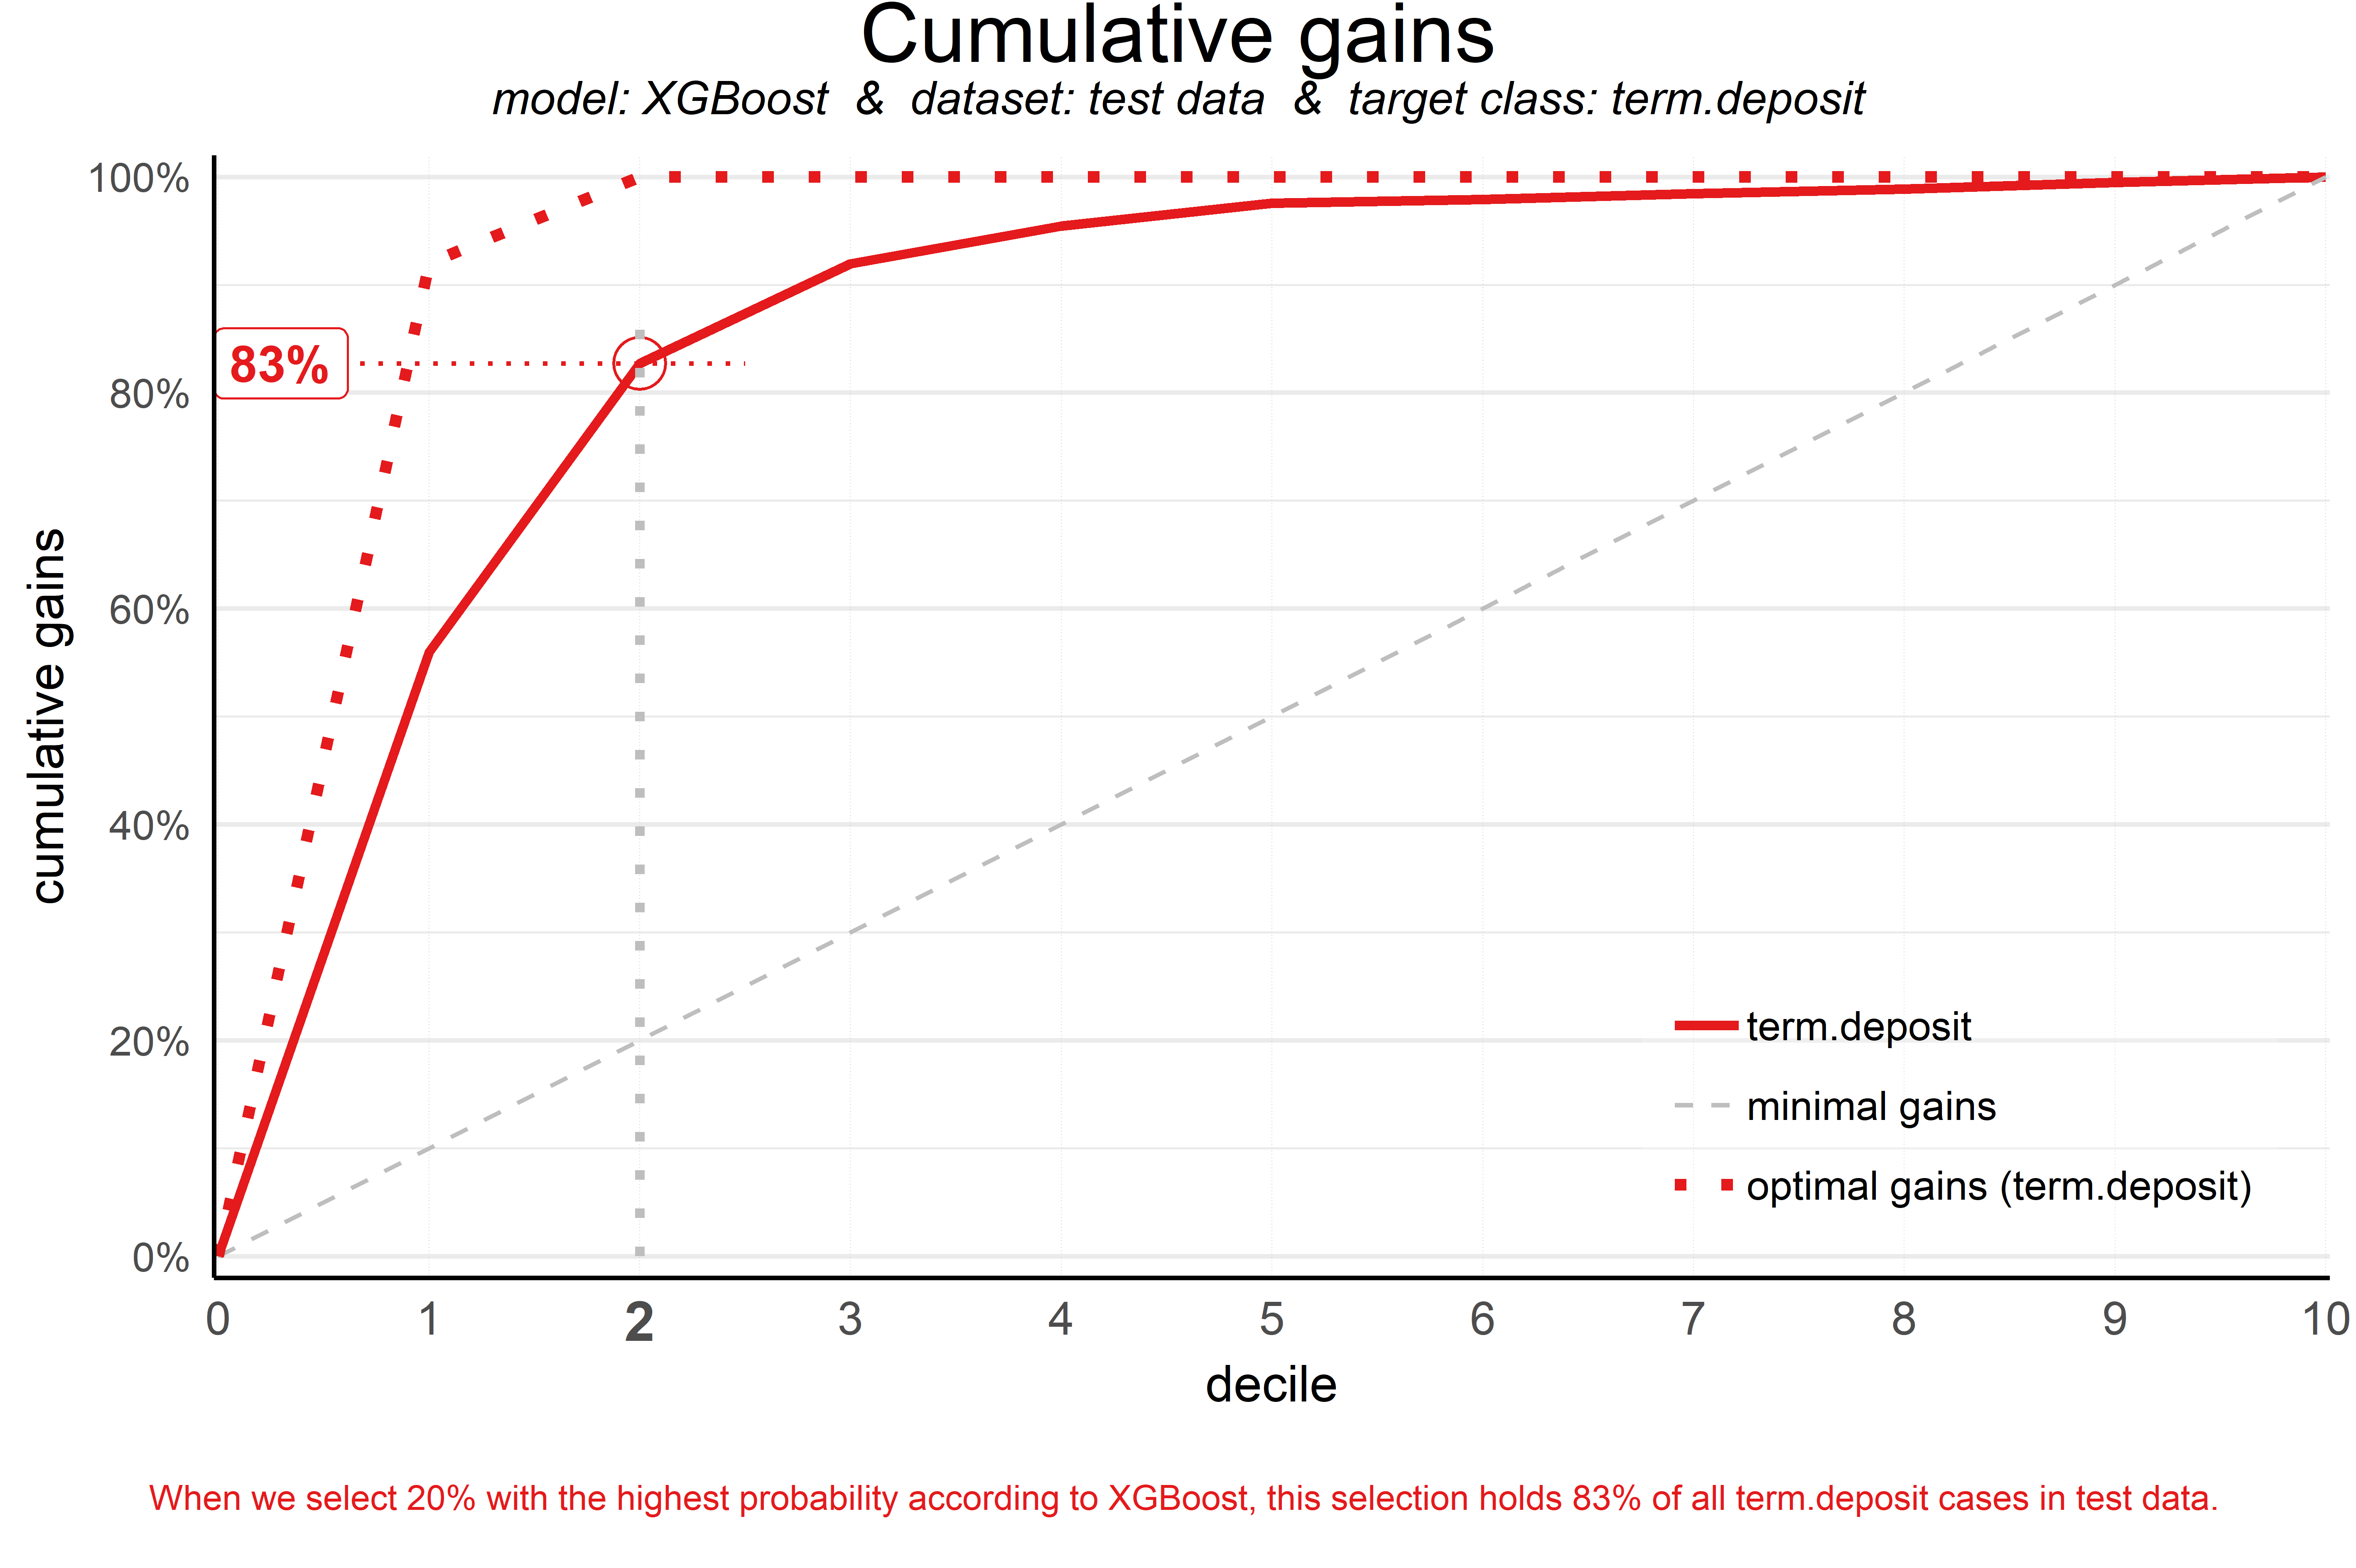 Cumulative gains
model: XGBoost & dataset: test data & target class: term.deposit
100%
80%
60%
40%
20%
0%
83%
cumulative gains
term.deposit
minimal gains
optimal gains (term.deposit)
0 1 2 3 4 5 6 7 8 9 10
decile
When we select 20% with the highest probability according to XGBoost, this selection holds 83% of all term.deposit cases in test data.